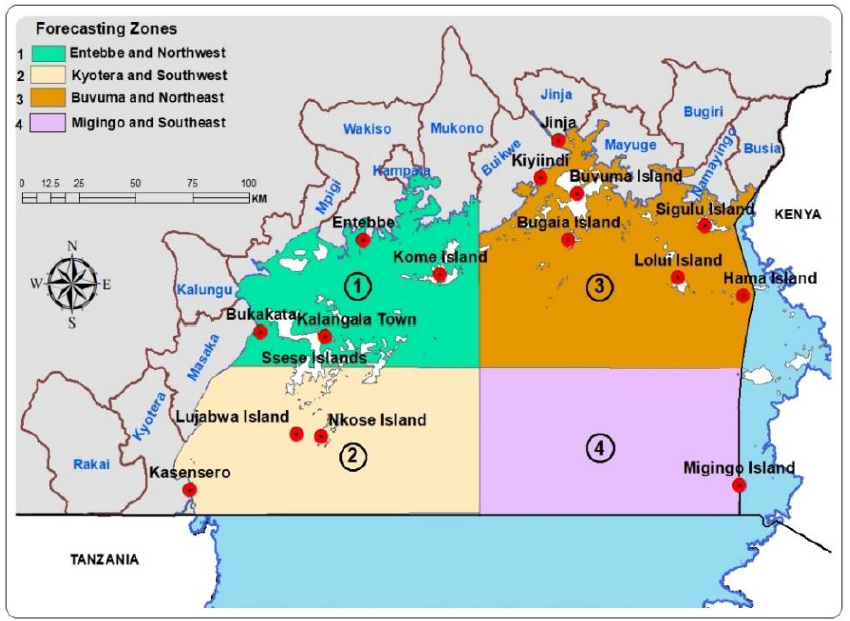 Forecasting Zones
1 Entebbe and Northwest
2 Kyotera and Southwest
3 Buvuma and Northeast
4 Migingo and Southeast
0 12.5 25 50 75 100
KM
N
W E
S
Jinja
Bugiri
Wakiso
Mukono
Jinja
Mayuge
Busia
Buikwe
Namayingo
Kampala
Kiyiindi
Buvuma Island
Mpigi
Entebbe
Bugaia Island
Sigulu Island
KENYA
Kome Island
Lolui Island
Hama Island
Kalungu
1
3
Bukakata
Kalangala Town
Masaka
Ssese Islands
Kyotera
Lujabwa Island
Nkose Island
2
4
Rakai
Kasensero
Migingo Island
TANZANIA